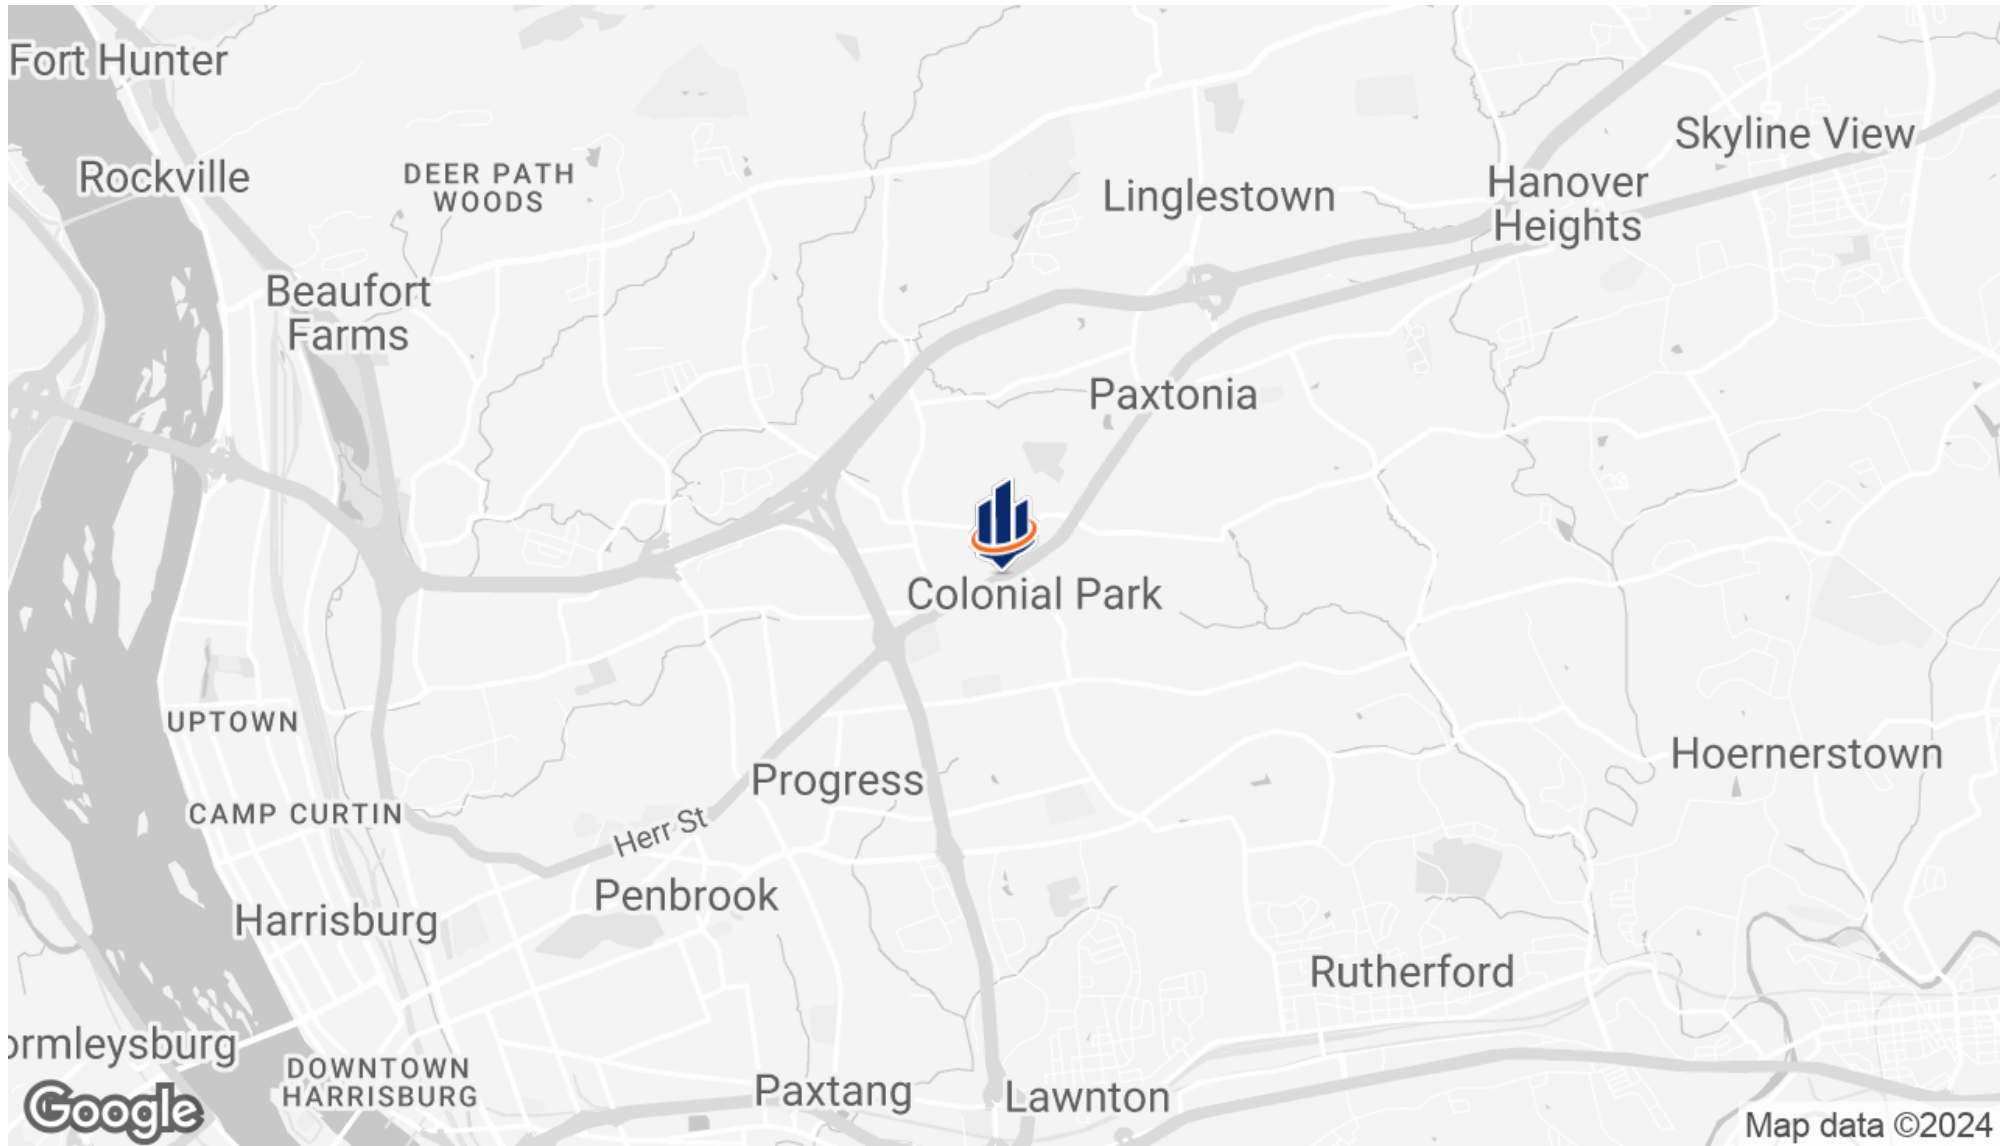 Fort Hunter
Skyline View
Rockville
DEER PATH
WOODS
Linglestown
Hanover
Heights
Beaufort
Farms
Paxtonia
Colonial Park
UPTOWN
Progress
Hoernerstown
CAMP CURTIN
Herr St
Penbrook
Harrisburg
Rutherford
ormleysburg
DOWNTOWN
HARRISBURG
Paxtang
Lawnton
Google
Map data ©2024